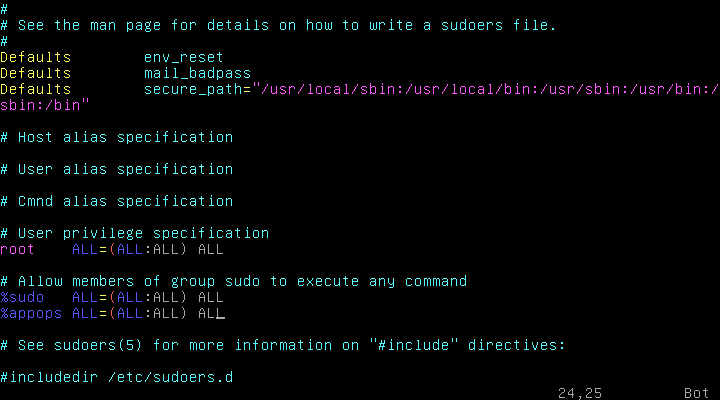 #
# See the man page for details on how to write a sudoers file.
#
Defaults        env_reset
Defaults        mail_badpass
Defaults        secure_path="/usr/local/sbin:/usr/local/bin:/usr/sbin:/usr/bin:/
sbin:/bin"
# Host alias specification
# User alias specification
# Cmnd alias specification
# User privilege specification
root    ALL=(ALL:ALL) ALL
# Allow members of group sudo to execute any command
%sudo   ALL=(ALL:ALL) ALL
%appops ALL=(ALL:ALL) ALL
# See sudoers(5) for more information on "#include" directives:
#includedir /etc/sudoers.d
24,25         Bot